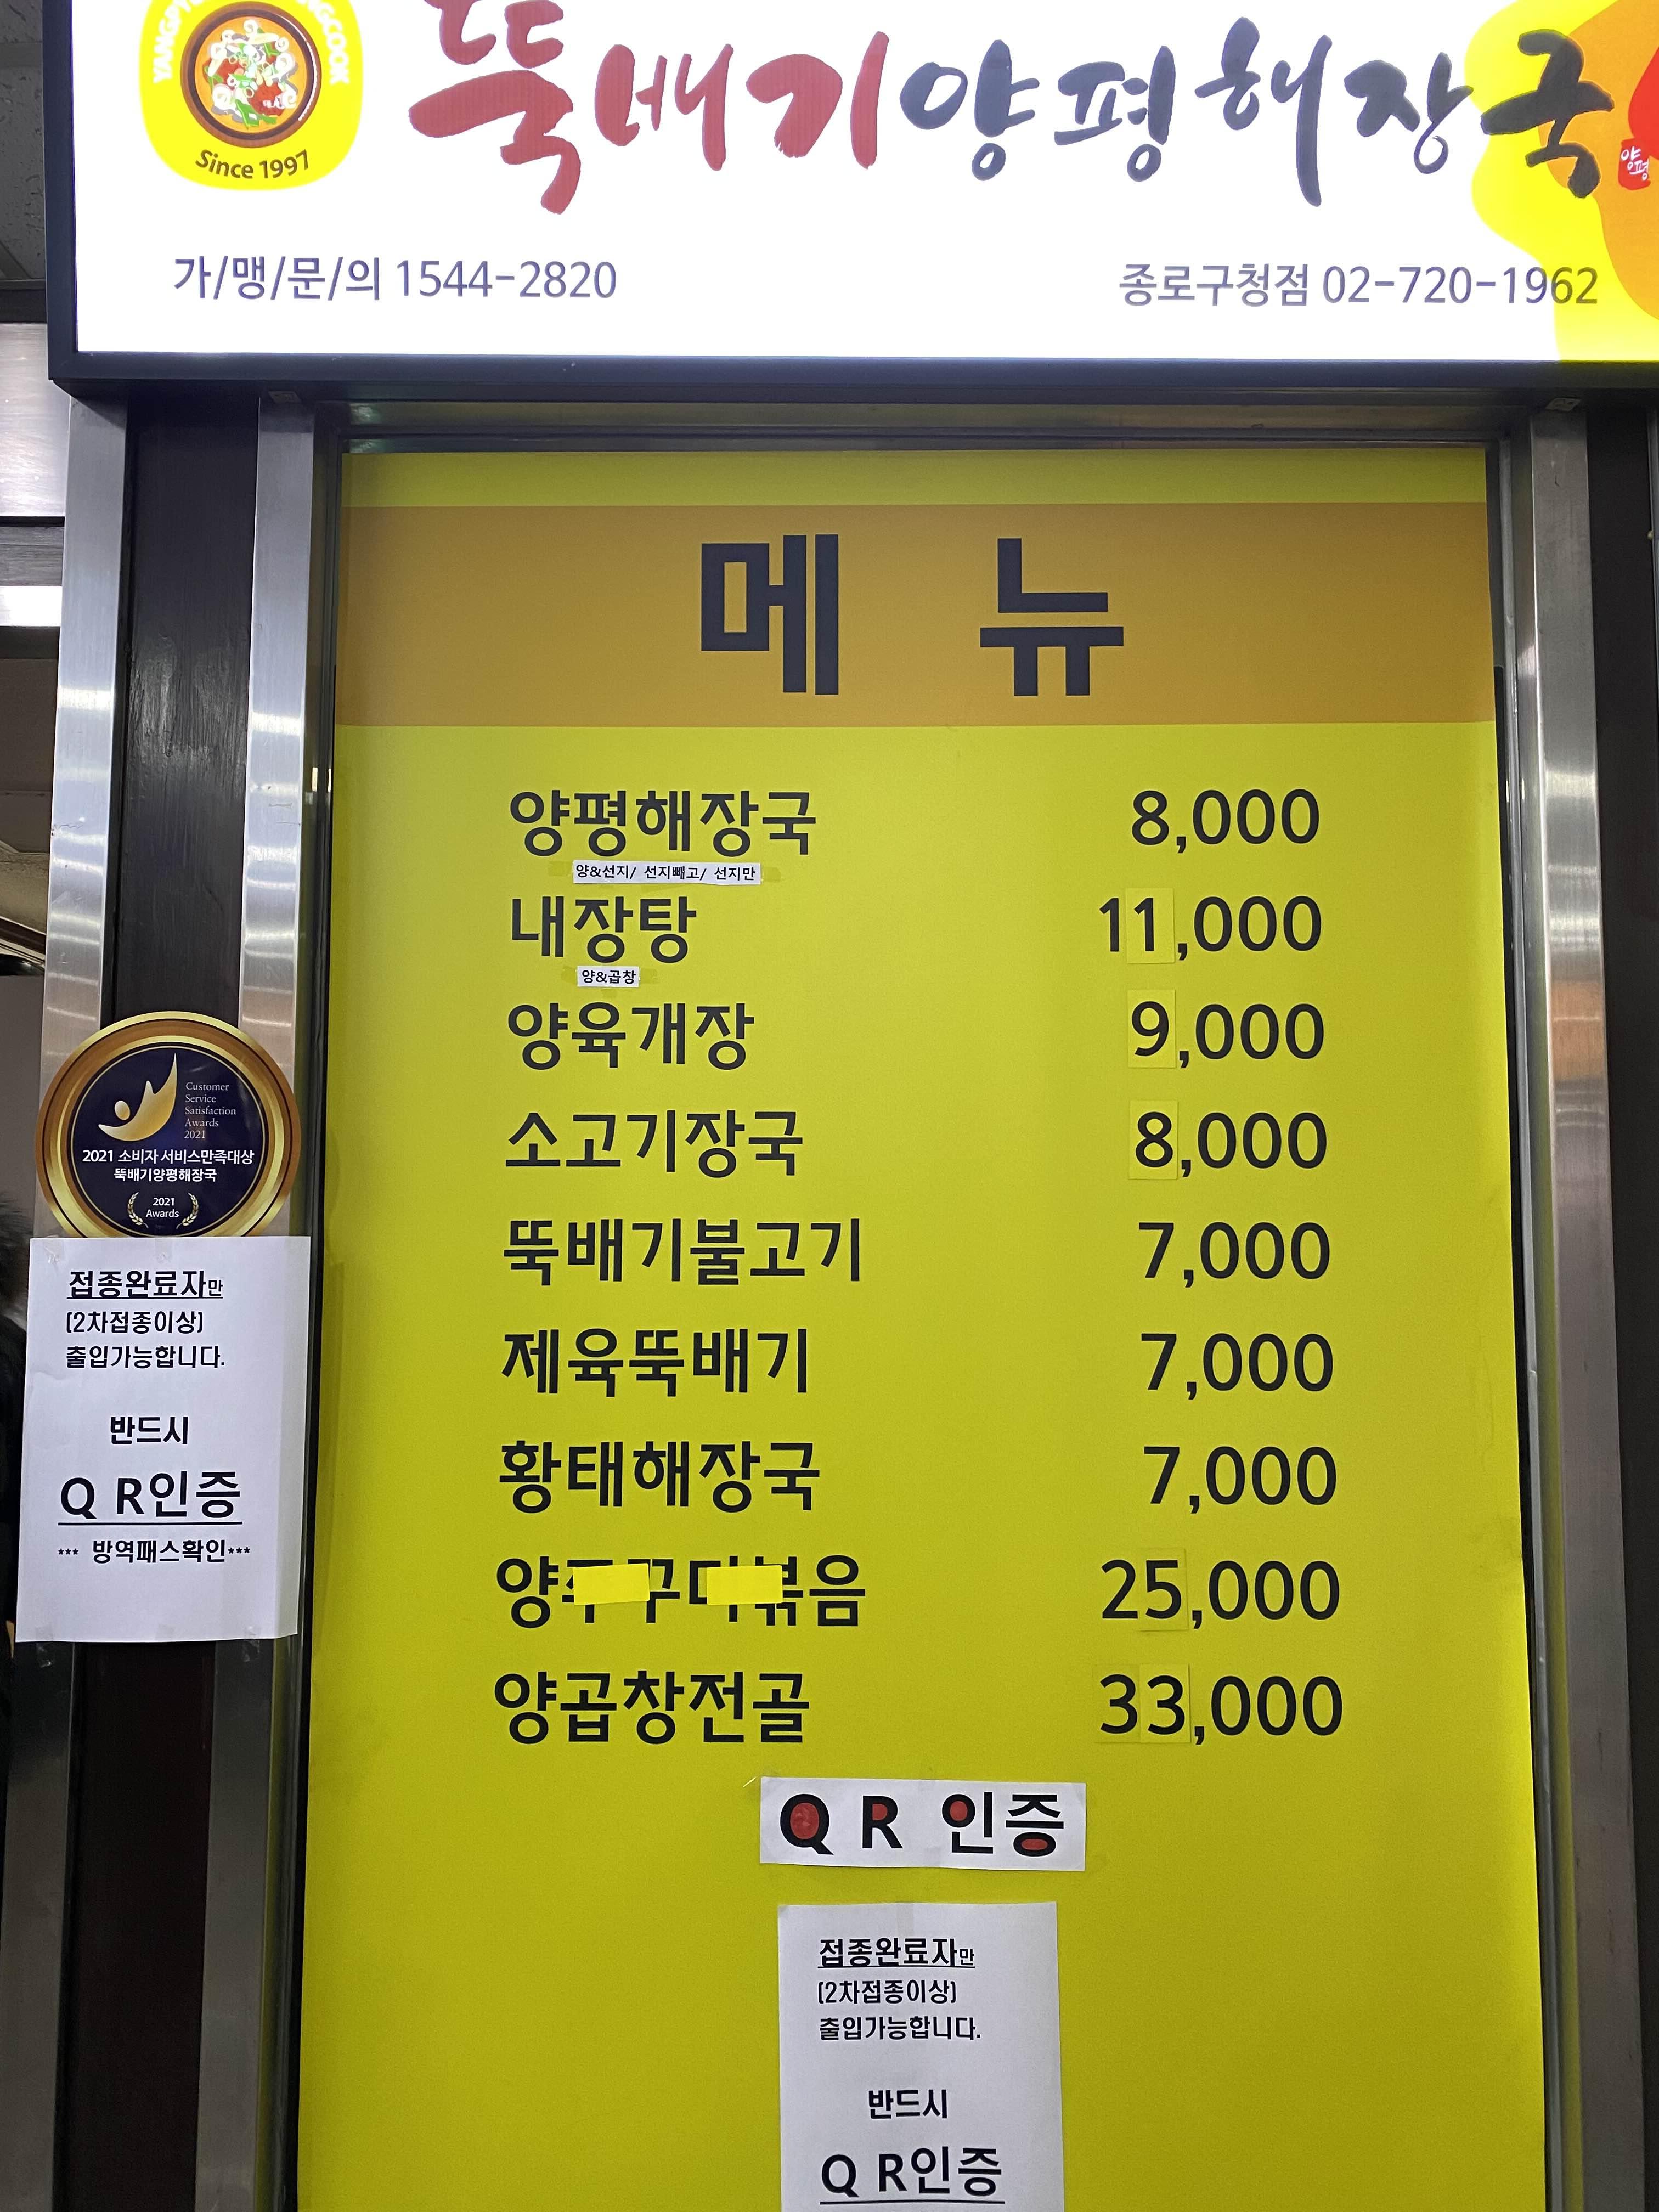 Since 1997
뚝배기양평해장국
양평
가/맹/문/의 1544-2820
종로구청점 02-720-1962
메 뉴
양평해장국 8,000
양&선지/ 선지빼고/ 선지만
내장탕 11,000
양&곱창
양육개장 9,000
소고기장국 8,000
뚝배기불고기 7,000
제육뚝배기 7,000
황태해장국 7,000
25,000
양곱창전골 33,000
Q R 인증
접종완료자만
(2차접종이상)
출입가능합니다.
반드시
Q R인증
Customer
Service
Satisfaction
Awards
2021
2021 소비자 서비스만족대상
뚝배기양평해장국
2021
Awards
접종완료자만
(2차접종이상)
출입가능합니다.
반드시
Q R인증
*** 방역패스확인***